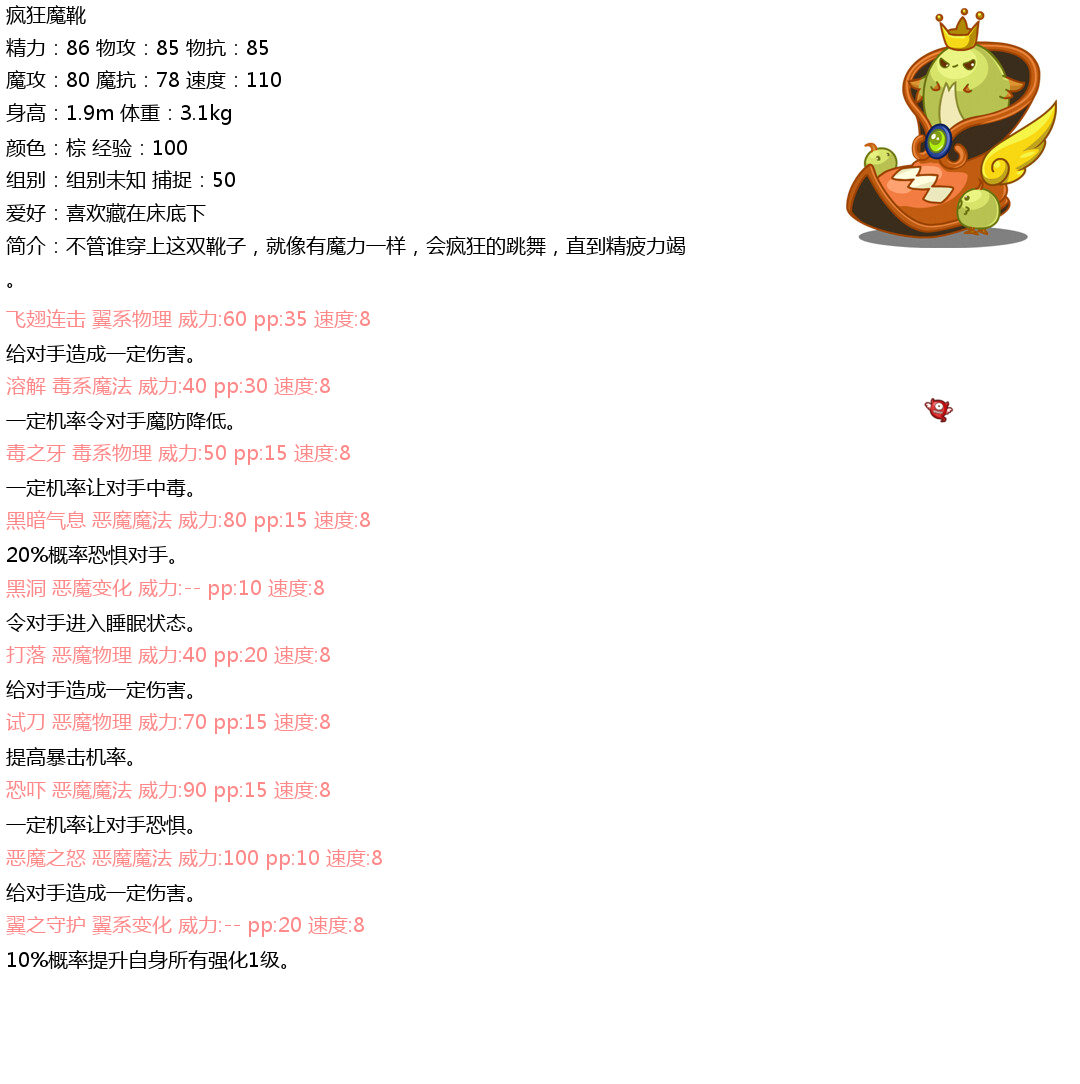 疯狂魔靴
精力：86 物攻：85 物抗：85
魔攻：80 魔抗：78 速度：110
身高：1.9m 体重：3.1kg
颜色：棕 经验：100
组别：组别未知 捕捉：50
爱好：喜欢藏在床底下
简介：不管谁穿上这双靴子，就像有魔力一样，会疯狂的跳舞，直到精疲力竭
。
飞翅连击 翼系物理 威力:60 pp:35 速度:8
给对手造成一定伤害。
溶解 毒系魔法 威力:40 pp:30 速度:8
一定机率令对手魔防降低。
毒之牙 毒系物理 威力:50 pp:15 速度:8
一定机率让对手中毒。
黑暗气息 恶魔魔法 威力:80 pp:15 速度:8
20%概率恐惧对手。
黑洞 恶魔变化 威力:-- pp:10 速度:8
令对手进入睡眠状态。
打落 恶魔物理 威力:40 pp:20 速度:8
给对手造成一定伤害。
试刀 恶魔物理 威力:70 pp:15 速度:8
提高暴击机率。
恐吓 恶魔魔法 威力:90 pp:15 速度:8
一定机率让对手恐惧。
恶魔之怒 恶魔魔法 威力:100 pp:10 速度:8
给对手造成一定伤害。
翼之守护 翼系变化 威力:-- pp:20 速度:8
10%概率提升自身所有强化1级。